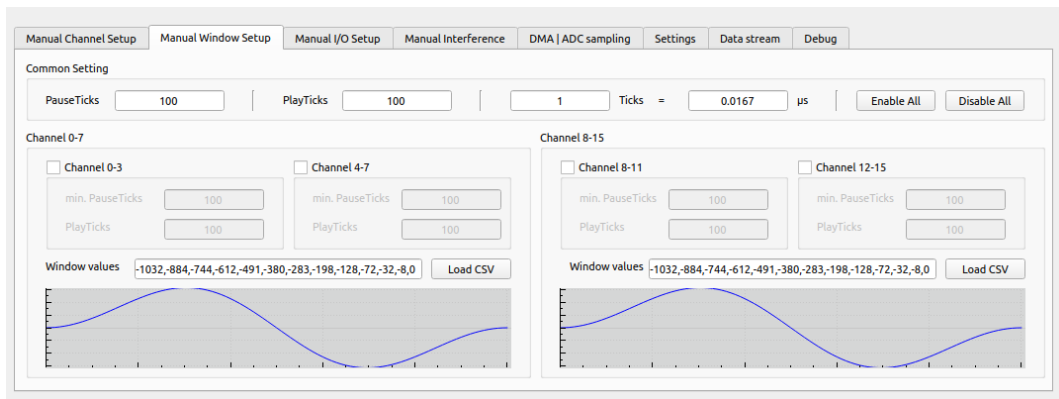 Manual Channel Setup Manual Window Setup Manual I/O Setup Manual Interference DMA | ADC sampling Settings Data stream Debug
Common Setting
PauseTicks 100 PlayTicks 100 1 Ticks = 0.0167 µs Enable All Disable All
Channel 0-7 Channel 8-15
Channel 0-3 Channel 4-7 Channel 8-11 Channel 12-15
min. PauseTicks 100 min. PauseTicks 100 min. PauseTicks 100 min. PauseTicks 100
PlayTicks 100 PlayTicks 100 PlayTicks 100 PlayTicks 100
Window values -1032,-884,-744,-612,-491,-380,-283,-198,-128,-72,-32,-8,0 Load CSV Window values -1032,-884,-744,-612,-491,-380,-283,-198,-128,-72,-32,-8,0 Load CSV